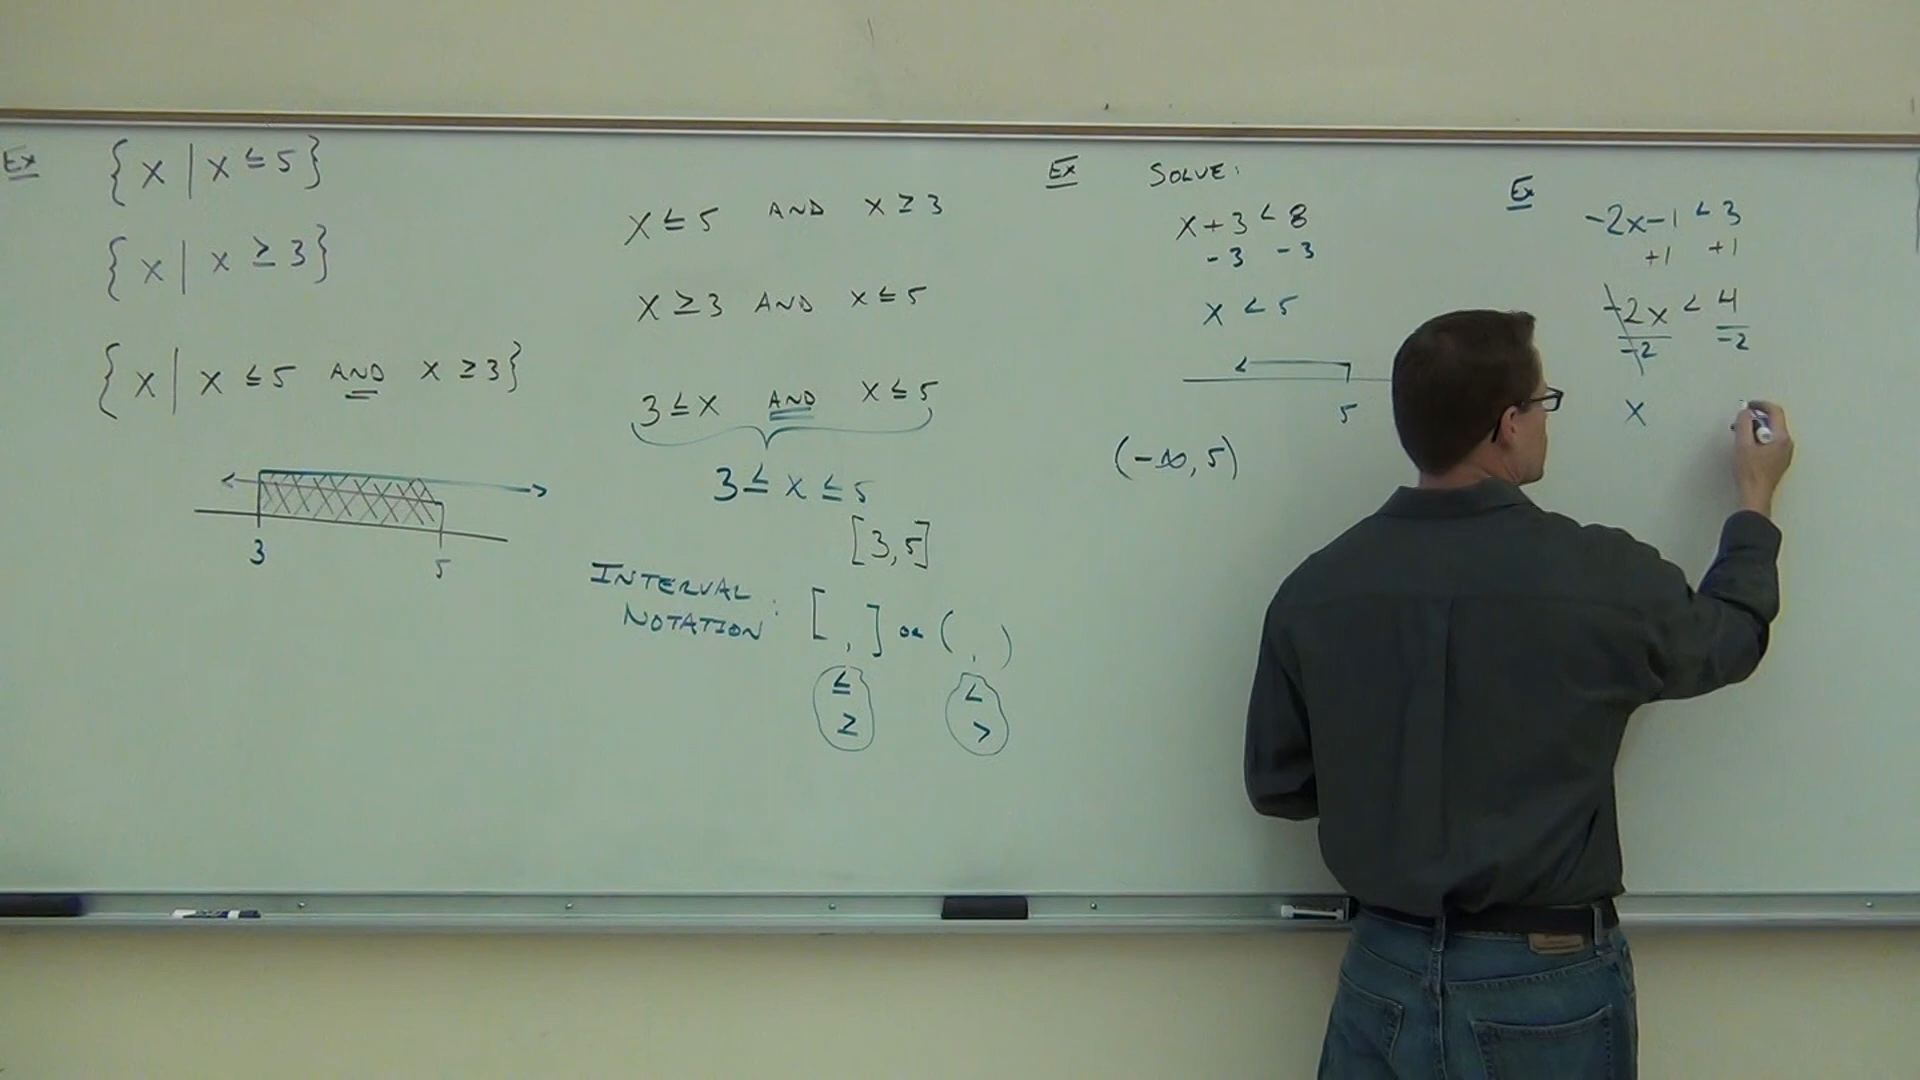 Ex
{x | x ≤ 5}
{x | x ≥ 3}
{x | x ≤ 5 AND x ≥ 3}
3
5
x ≤ 5 AND x ≥ 3
x ≥ 3 AND x ≤ 5
3 ≤ x AND x ≤ 5
3 ≤ x ≤ 5
[3, 5]
INTERVAL
NOTATION : [ , ] or ( , )
≤ <
≥ >
Ex SOLVE:
x + 3 < 8
-3 -3
x < 5
5
(-∞, 5)
Ex
-2x - 1 < 3
+1 +1
-2x < 4
-2 -2
x